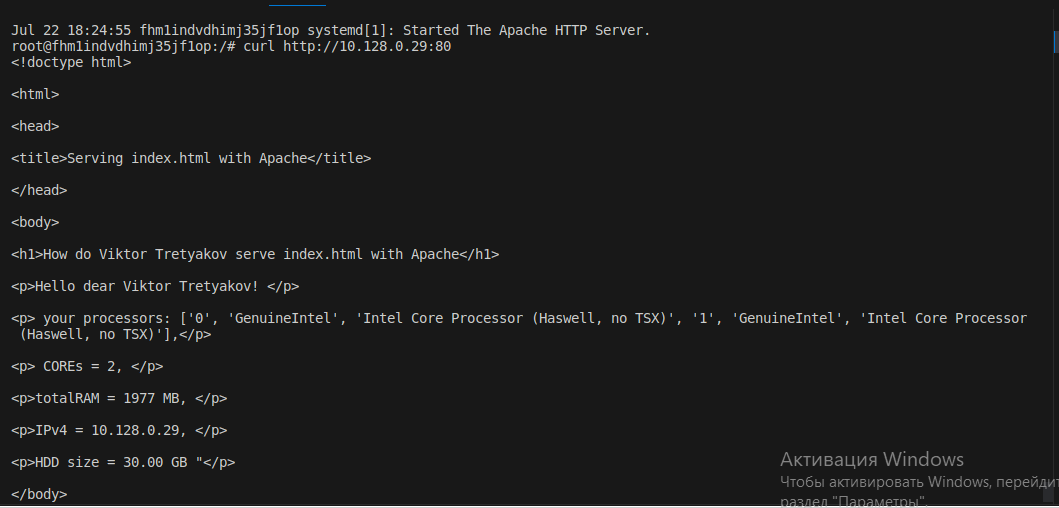 Jul 22 18:24:55 fhm1indvdhimj35jf1op systemd[1]: Started The Apache HTTP Server.
root@fhm1indvdhimj35jf1op:/# curl http://10.128.0.29:80
<!doctype html>
<html>
<head>
<title>Serving index.html with Apache</title>
</head>
<body>
<h1>How do Viktor Tretyakov serve index.html with Apache</h1>
<p>Hello dear Viktor Tretyakov! </p>
<p> your processors: ['0', 'GenuineIntel', 'Intel Core Processor (Haswell, no TSX)', '1', 'GenuineIntel', 'Intel Core Processor
(Haswell, no TSX)'],</p>
<p> COREs = 2, </p>
<p>totalRAM = 1977 MB, </p>
<p>IPv4 = 10.128.0.29, </p>
<p>HDD size = 30.00 GB "</p>
</body>
Активация Windows
Чтобы активировать Windows, перейдит
раздел "Параметры".